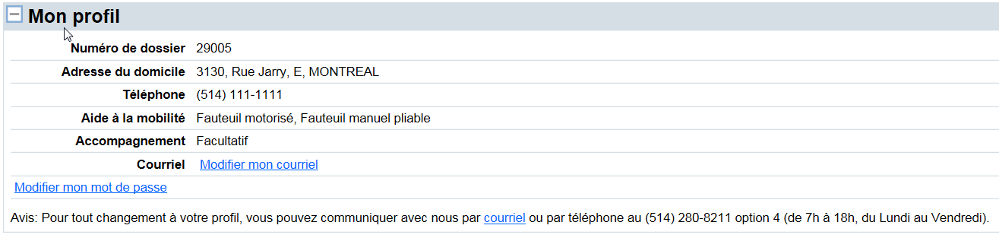 Mon profil
Numéro de dossier 29005
Adresse du domicile 3130, Rue Jarry, E, MONTREAL
Téléphone (514) 111-1111
Aide à la mobilité Fauteuil motorisé, Fauteuil manuel pliable
Accompagnement Facultatif
Courriel Modifier mon courriel
Modifier mon mot de passe
Avis: Pour tout changement à votre profil, vous pouvez communiquer avec nous par courriel ou par téléphone au (514) 280-8211 option 4 (de 7h à 18h, du Lundi au Vendredi).